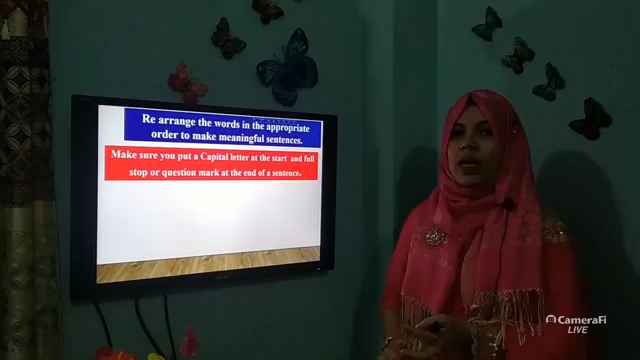 Re arrange the words in the appropriate
order to make meaningful sentences.
Make sure you put a Capital letter at the start and full
stop or question mark at the end of a sentence.
CameraFi
LIVE